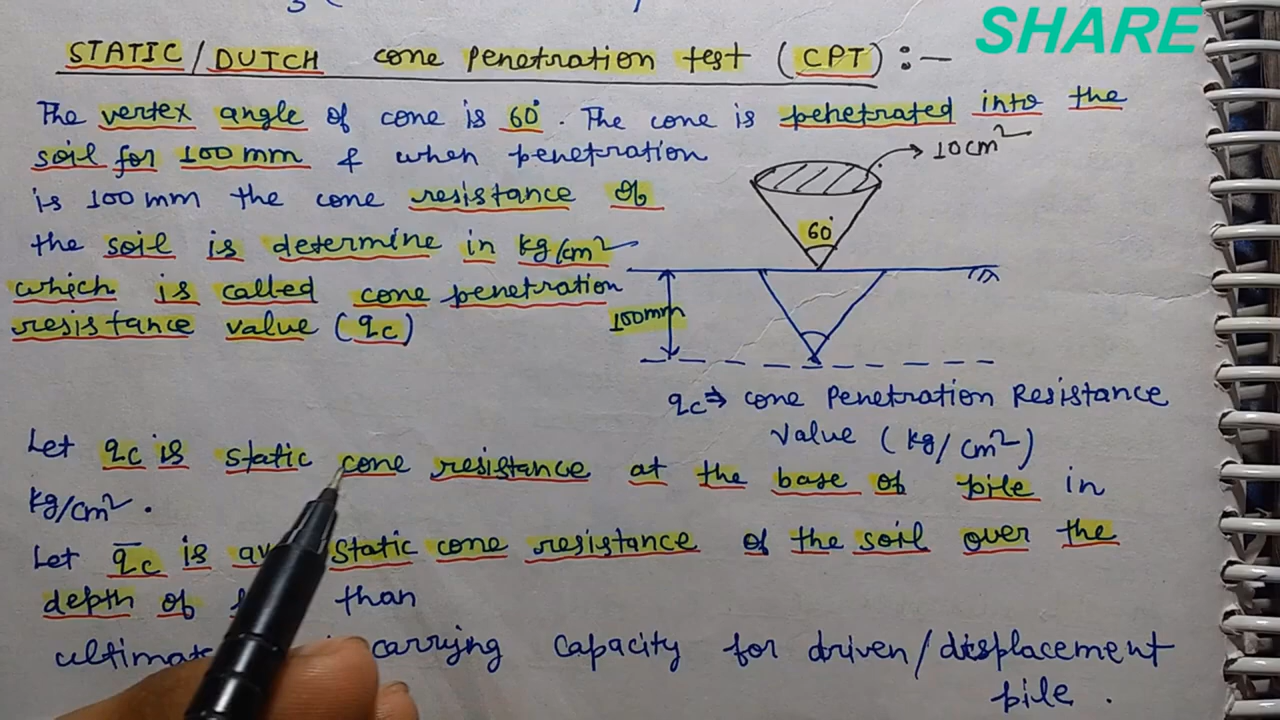 SHARE
STATIC/DUTCH cone penetration test (CPT) :-
The vertex angle of cone is 60°. The cone is penetrated into the
soil for 100 mm & when penetration
is 100 mm the cone resistance of
the soil is determine in kg/cm²
which is called cone penetration
resistance value (qc)
10 cm²
60°
100mm
qc ⇒ cone Penetration Resistance
value (kg/cm²)
Let qc is static cone resistance at the base of pile in
kg/cm².
Let q̅c is static cone resistance of the soil over the
depth of than
ultimate carrying capacity for driven/displacement
pile.